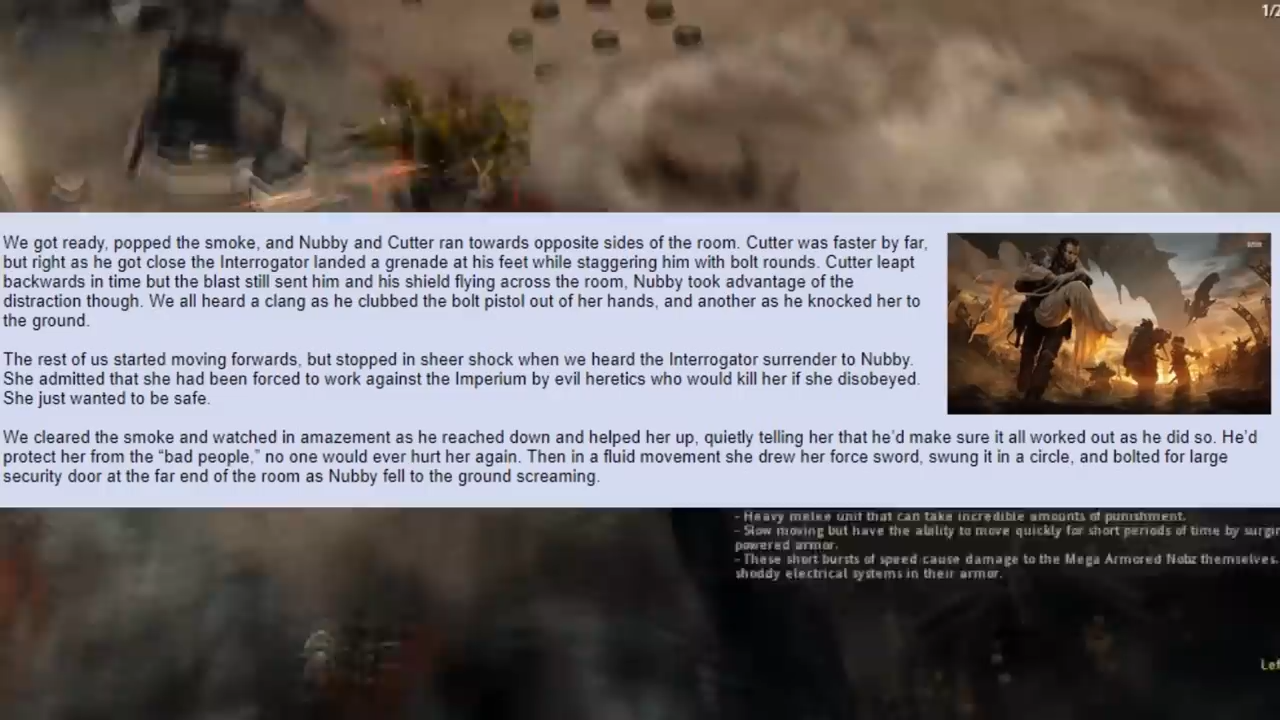 1/2
We got ready, popped the smoke, and Nubby and Cutter ran towards opposite sides of the room. Cutter was faster by far,
but right as he got close the Interrogator landed a grenade at his feet while staggering him with bolt rounds. Cutter leapt
backwards in time but the blast still sent him and his shield flying across the room, Nubby took advantage of the
distraction though. We all heard a clang as he clubbed the bolt pistol out of her hands, and another as he knocked her to
the ground.
The rest of us started moving forwards, but stopped in sheer shock when we heard the Interrogator surrender to Nubby.
She admitted that she had been forced to work against the Imperium by evil heretics who would kill her if she disobeyed.
She just wanted to be safe.
We cleared the smoke and watched in amazement as he reached down and helped her up, quietly telling her that he'd make sure it all worked out as he did so. He'd
protect her from the “bad people,” no one would ever hurt her again. Then in a fluid movement she drew her force sword, swung it in a circle, and bolted for large
security door at the far end of the room as Nubby fell to the ground screaming.
- Heavy melee unit that can take incredible amounts of punishment.
- Slow moving but have the ability to move quickly for short periods of time by surgin
powered armor.
- These short bursts of speed cause damage to the Mega Armored Nobz themselves.
shoddy electrical systems in their armor.
Lef